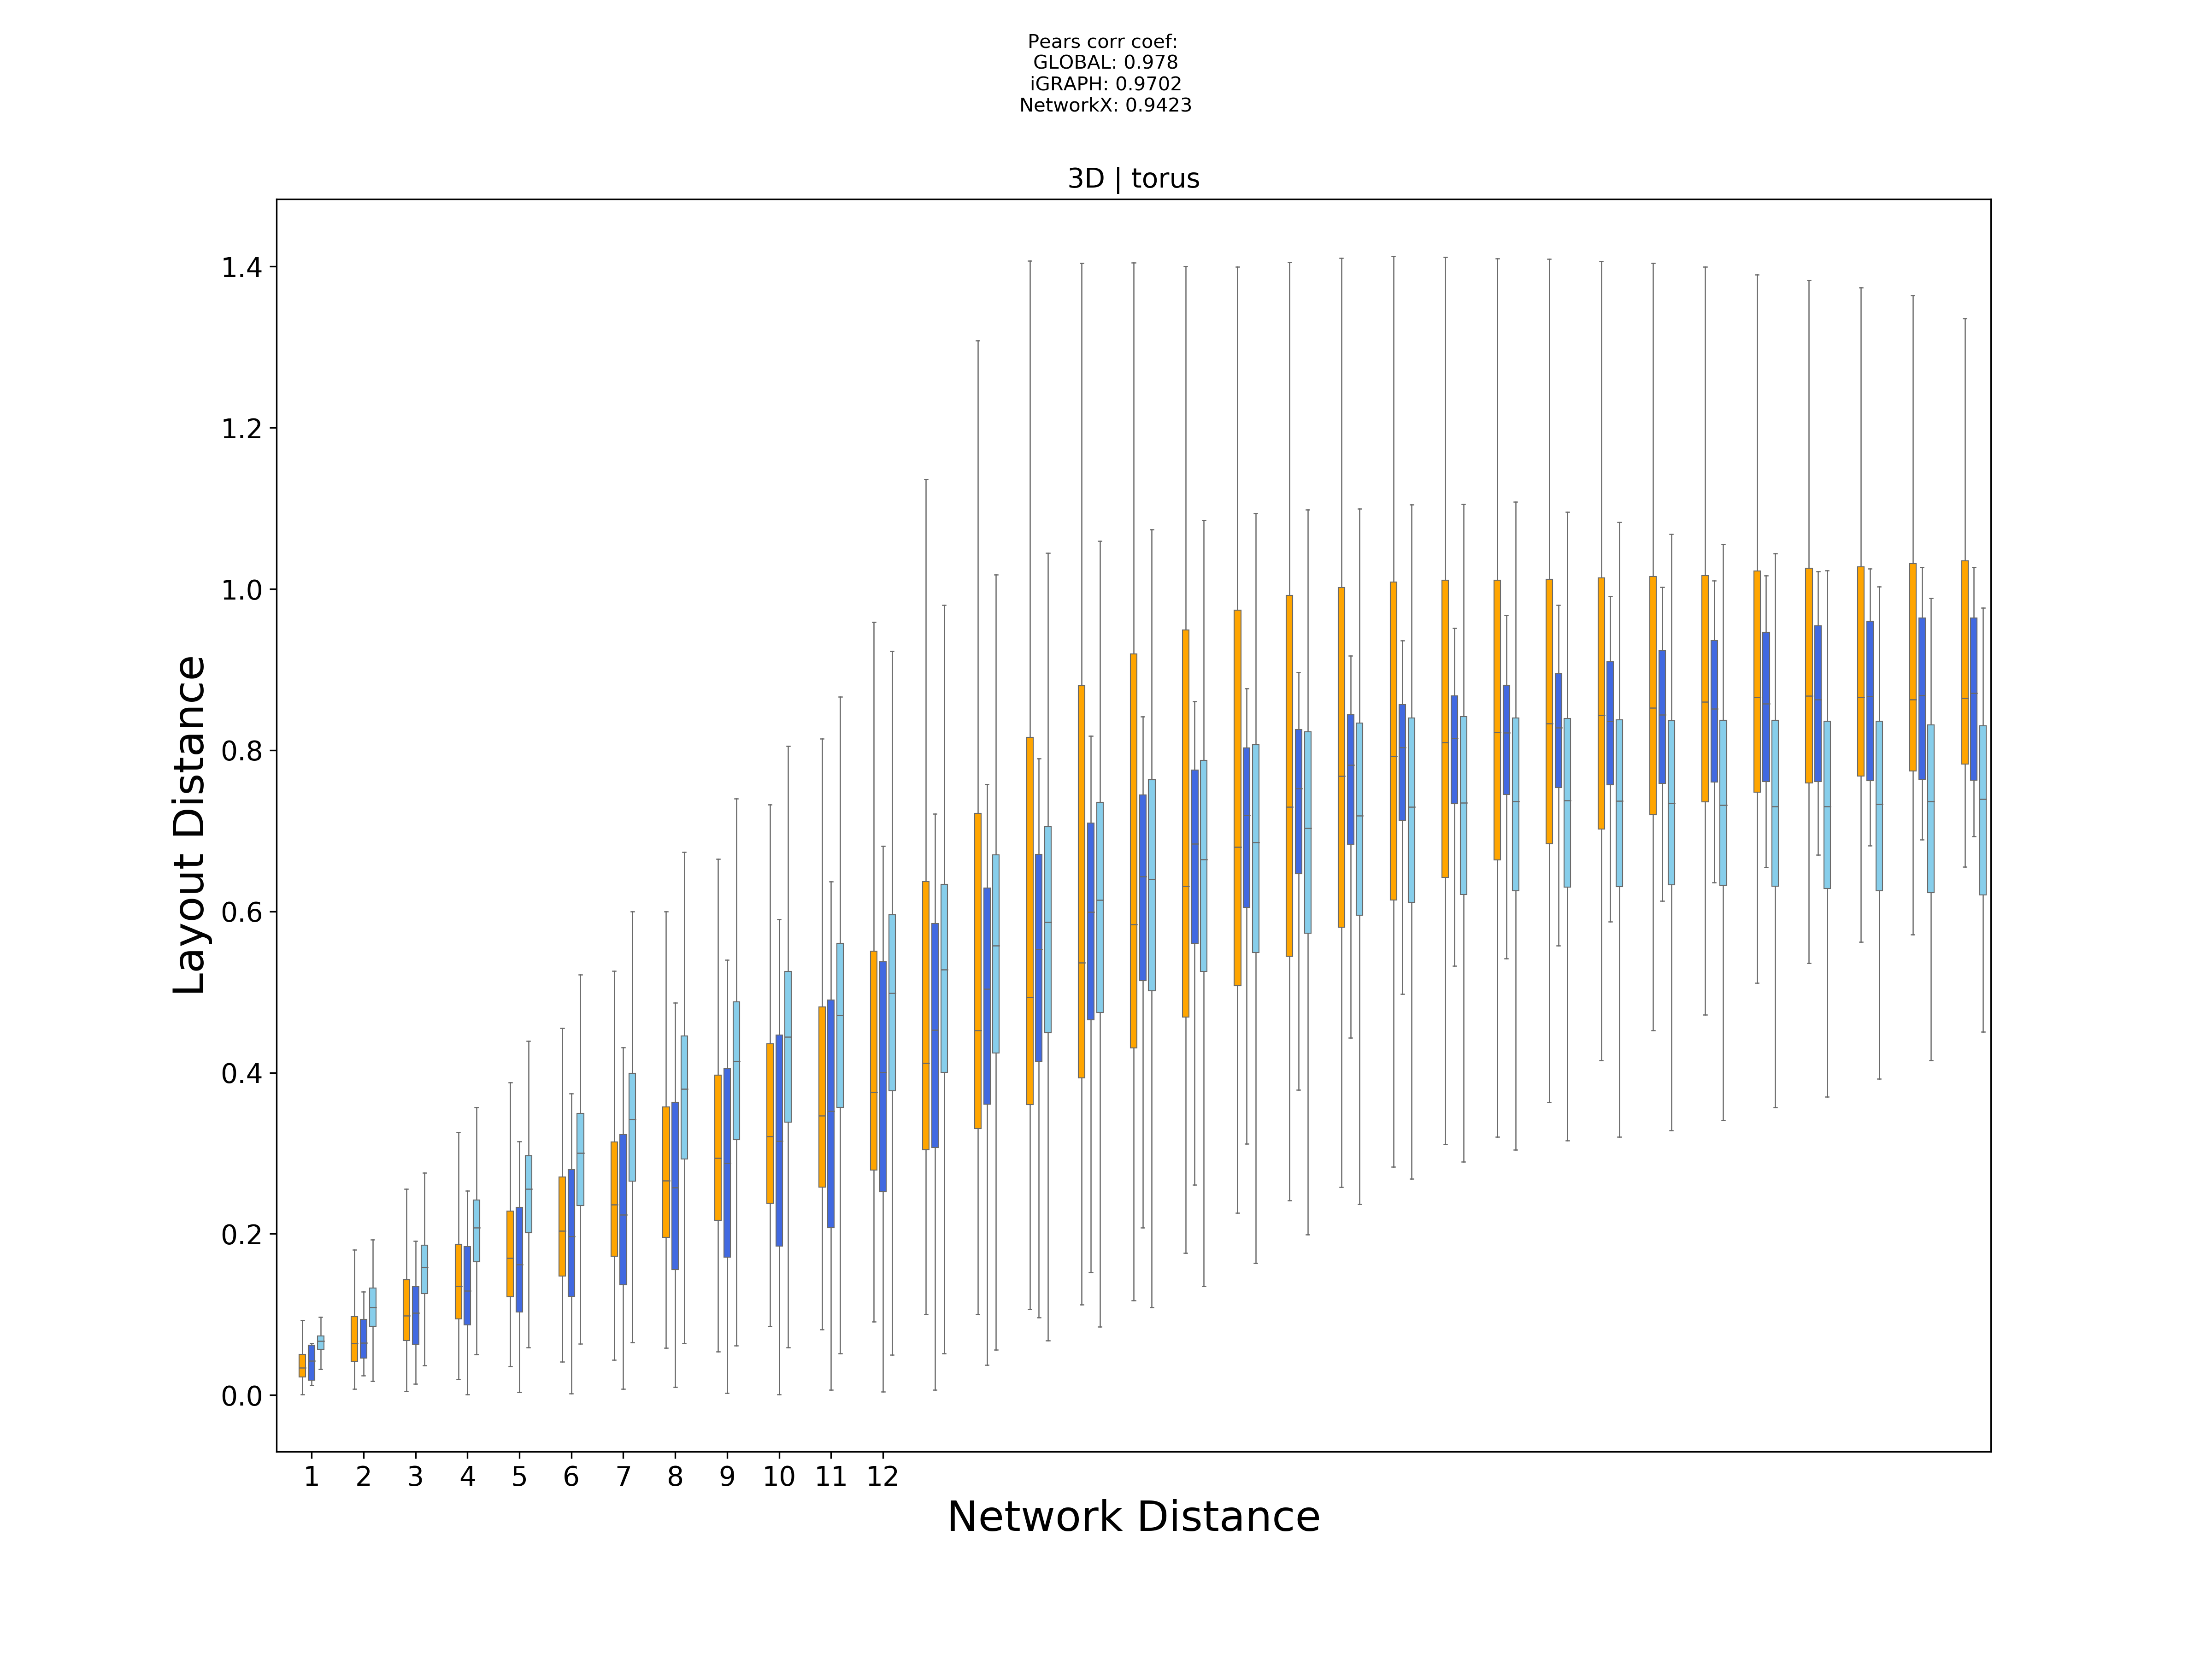 Pears corr coef:
GLOBAL: 0.978
iGRAPH: 0.9702
NetworkX: 0.9423
3D | torus
1.4
1.2
1.0
0.8
0.6
0.4
0.2
0.0
Layout Distance
1 2 3 4 5 6 7 8 9 10 11 12
Network Distance